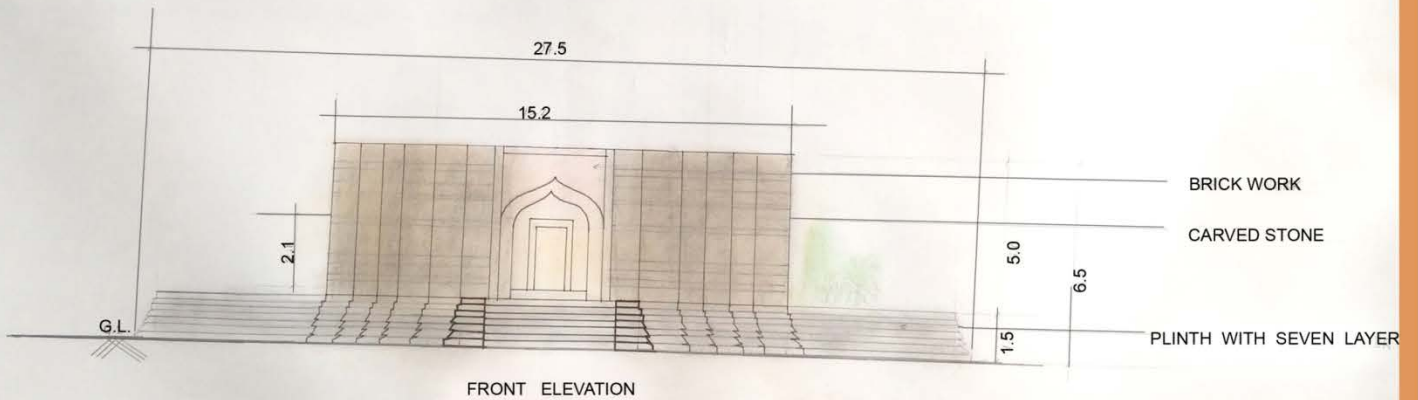 27.5
15.2
BRICK WORK
CARVED STONE
2.1
5.0
6.5
G.L.
1.5
PLINTH WITH SEVEN LAYER
FRONT ELEVATION